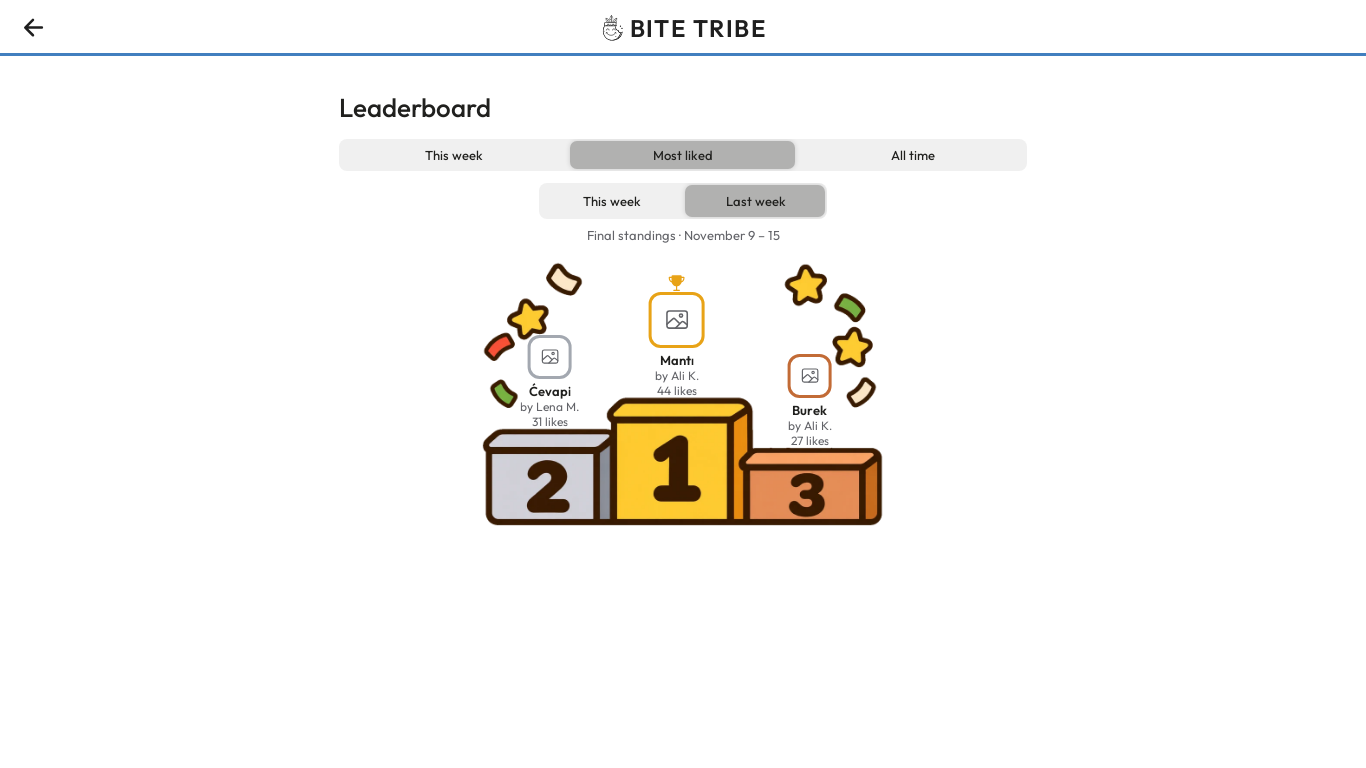 BITE TRIBE
Leaderboard
This week
Most liked
All time
This week
Last week
Final standings · November 9 – 15
Mantı
by Ali K.
44 likes
Ćevapi
by Lena M.
31 likes
Burek
by Ali K.
27 likes
1
2
3